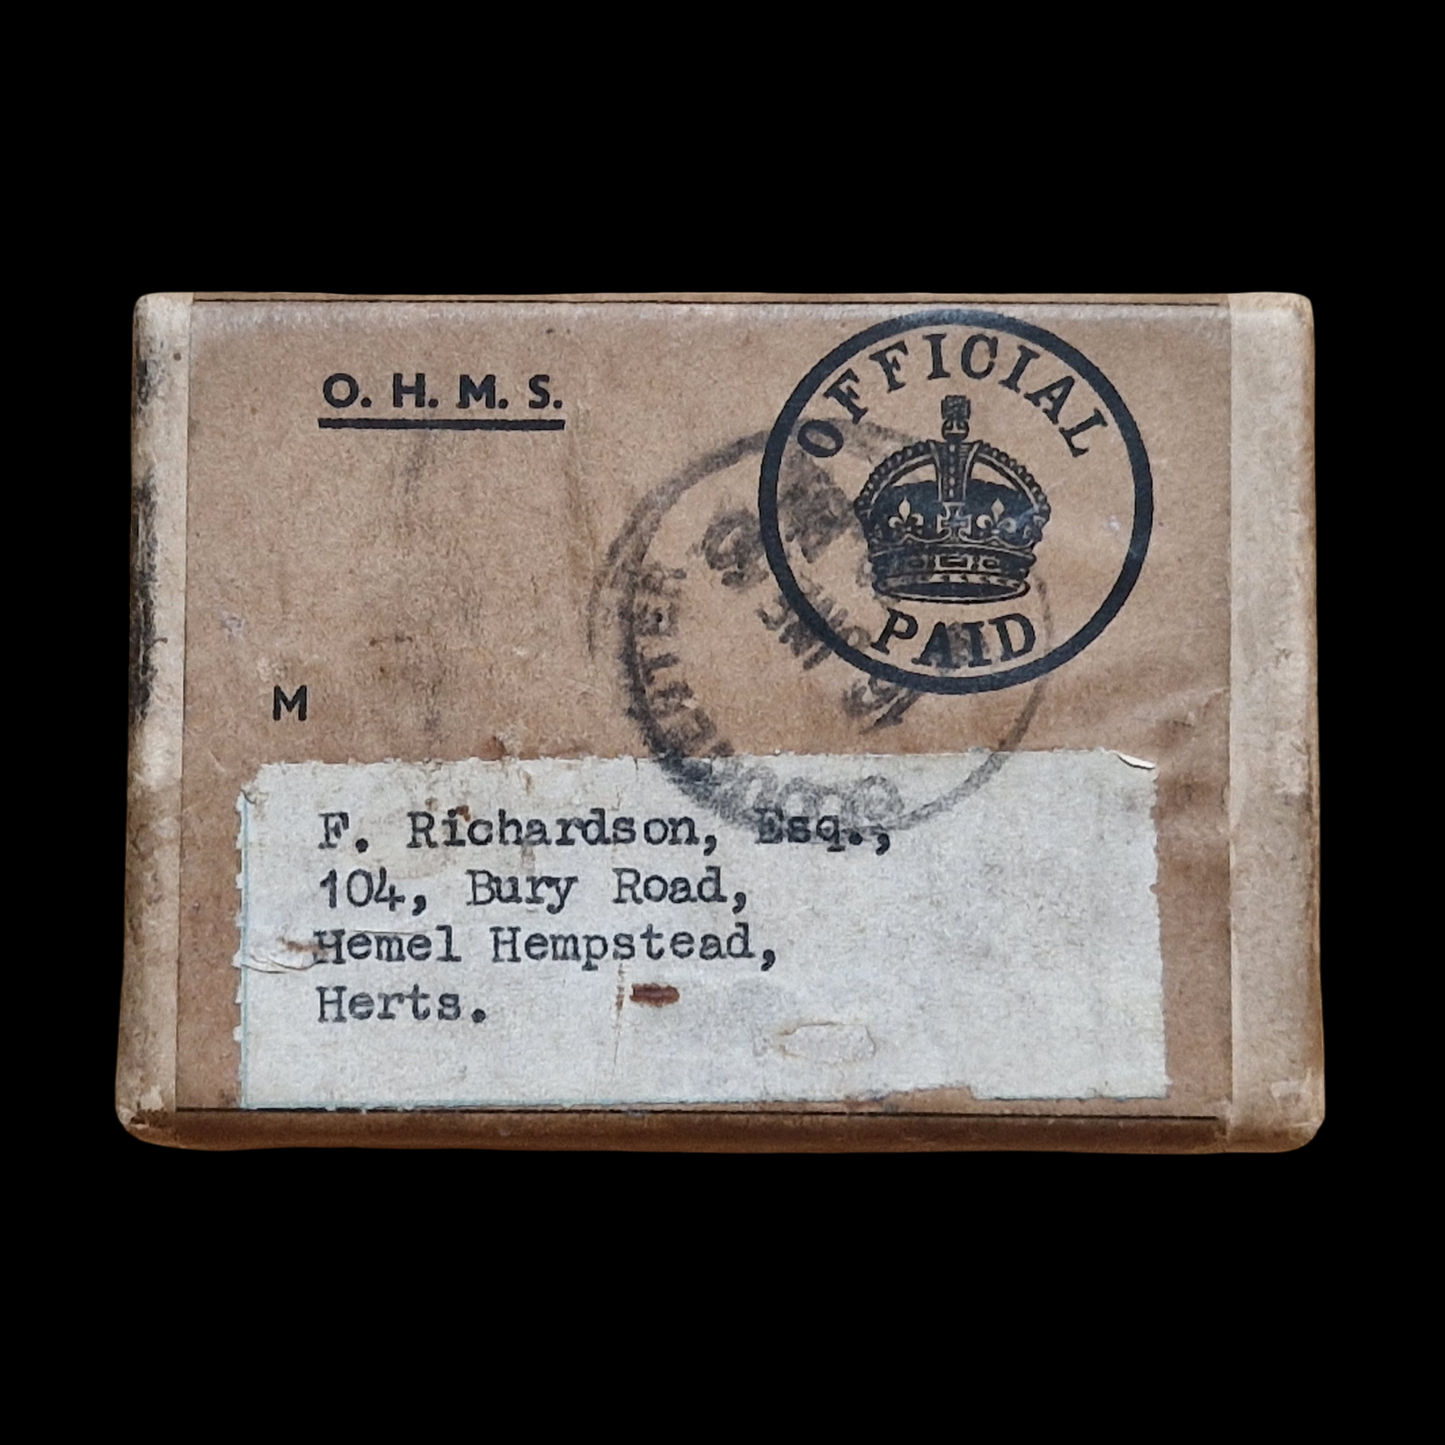 O. H. M. S.
OFFICIAL
PAID
M
F. Richardson, Esq.,
104, Bury Road,
Hemel Hempstead,
Herts.